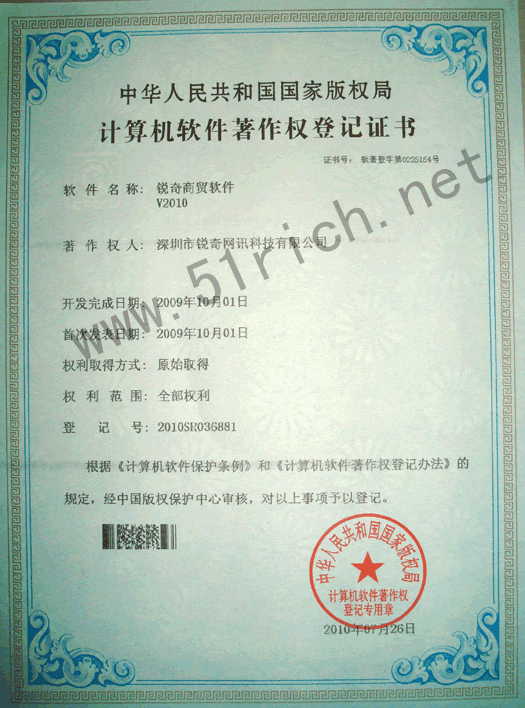 中华人民共和国国家版权局
计算机软件著作权登记证书
证书号： 软著登字第0225154号
软件名称： 锐奇商贸软件
V2010
著作权人： 深圳市锐奇网讯科技有限公司
开发完成日期： 2009年10月01日
首次发表日期： 2009年10月01日
权利取得方式： 原始取得
权利范围： 全部权利
登记号： 2010SR036881
根据《计算机软件保护条例》和《计算机软件著作权登记办法》的
规定，经中国版权保护中心审核，对以上事项予以登记。
中华人民共和国国家版权局
计算机软件著作权
登记专用章
2010年07月26日
www.51rich.net